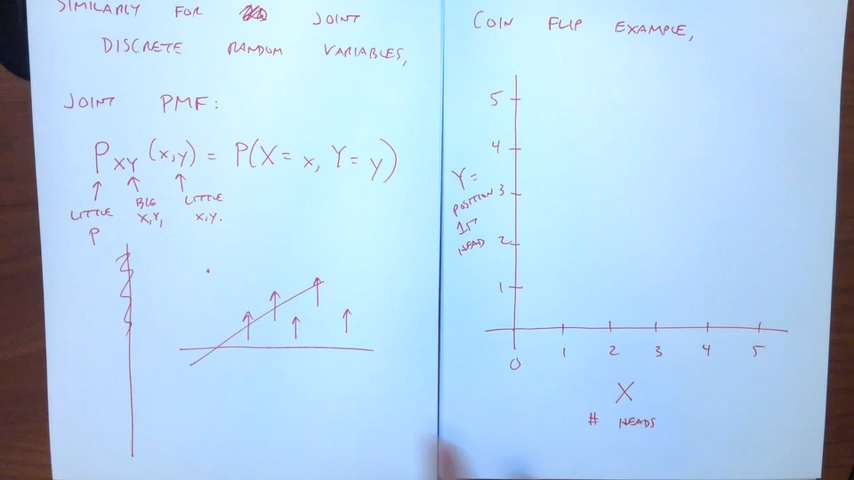 SIMILARLY FOR JOINT
DISCRETE RANDOM VARIABLES,
JOINT PMF:
P_XY (x,y) = P(X = x, Y = y)
LITTLE P
BIG X,Y,
LITTLE x,y.
COIN FLIP EXAMPLE,
5
4
3
2
1
Y =
POSITION
1ST
HEAD
0 1 2 3 4 5
X
# HEADS